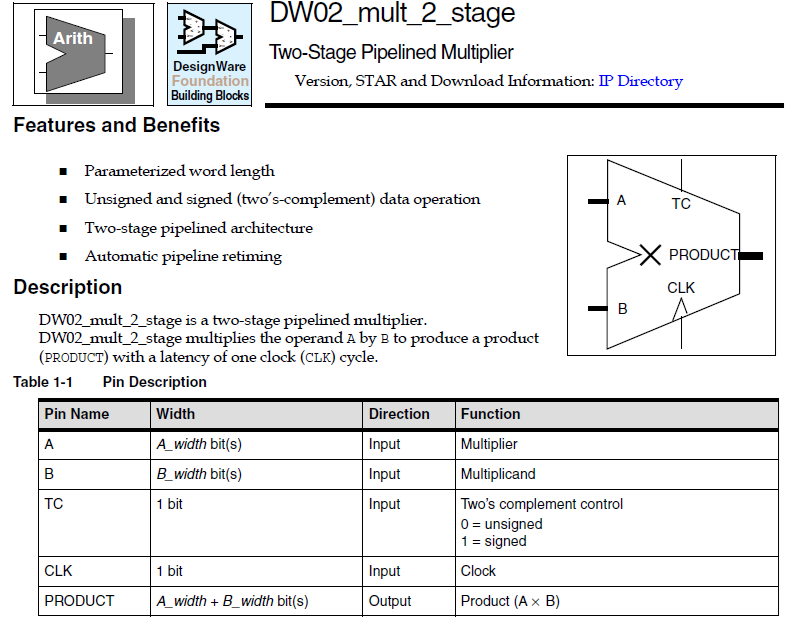 Arith
DesignWare
Foundation
Building Blocks
DW02_mult_2_stage
Two-Stage Pipelined Multiplier
Version, STAR and Download Information: IP Directory
Features and Benefits
■ Parameterized word length
■ Unsigned and signed (two’s-complement) data operation
■ Two-stage pipelined architecture
■ Automatic pipeline retiming
A
TC
PRODUCT
CLK
B
Description
DW02_mult_2_stage is a two-stage pipelined multiplier.
DW02_mult_2_stage multiplies the operand A by B to produce a product
(PRODUCT) with a latency of one clock (CLK) cycle.
Table 1-1 Pin Description
Pin Name Width Direction Function
A A_width bit(s) Input Multiplier
B B_width bit(s) Input Multiplicand
TC 1 bit Input Two’s complement control
0 = unsigned
1 = signed
CLK 1 bit Input Clock
PRODUCT A_width + B_width bit(s) Output Product (A × B)